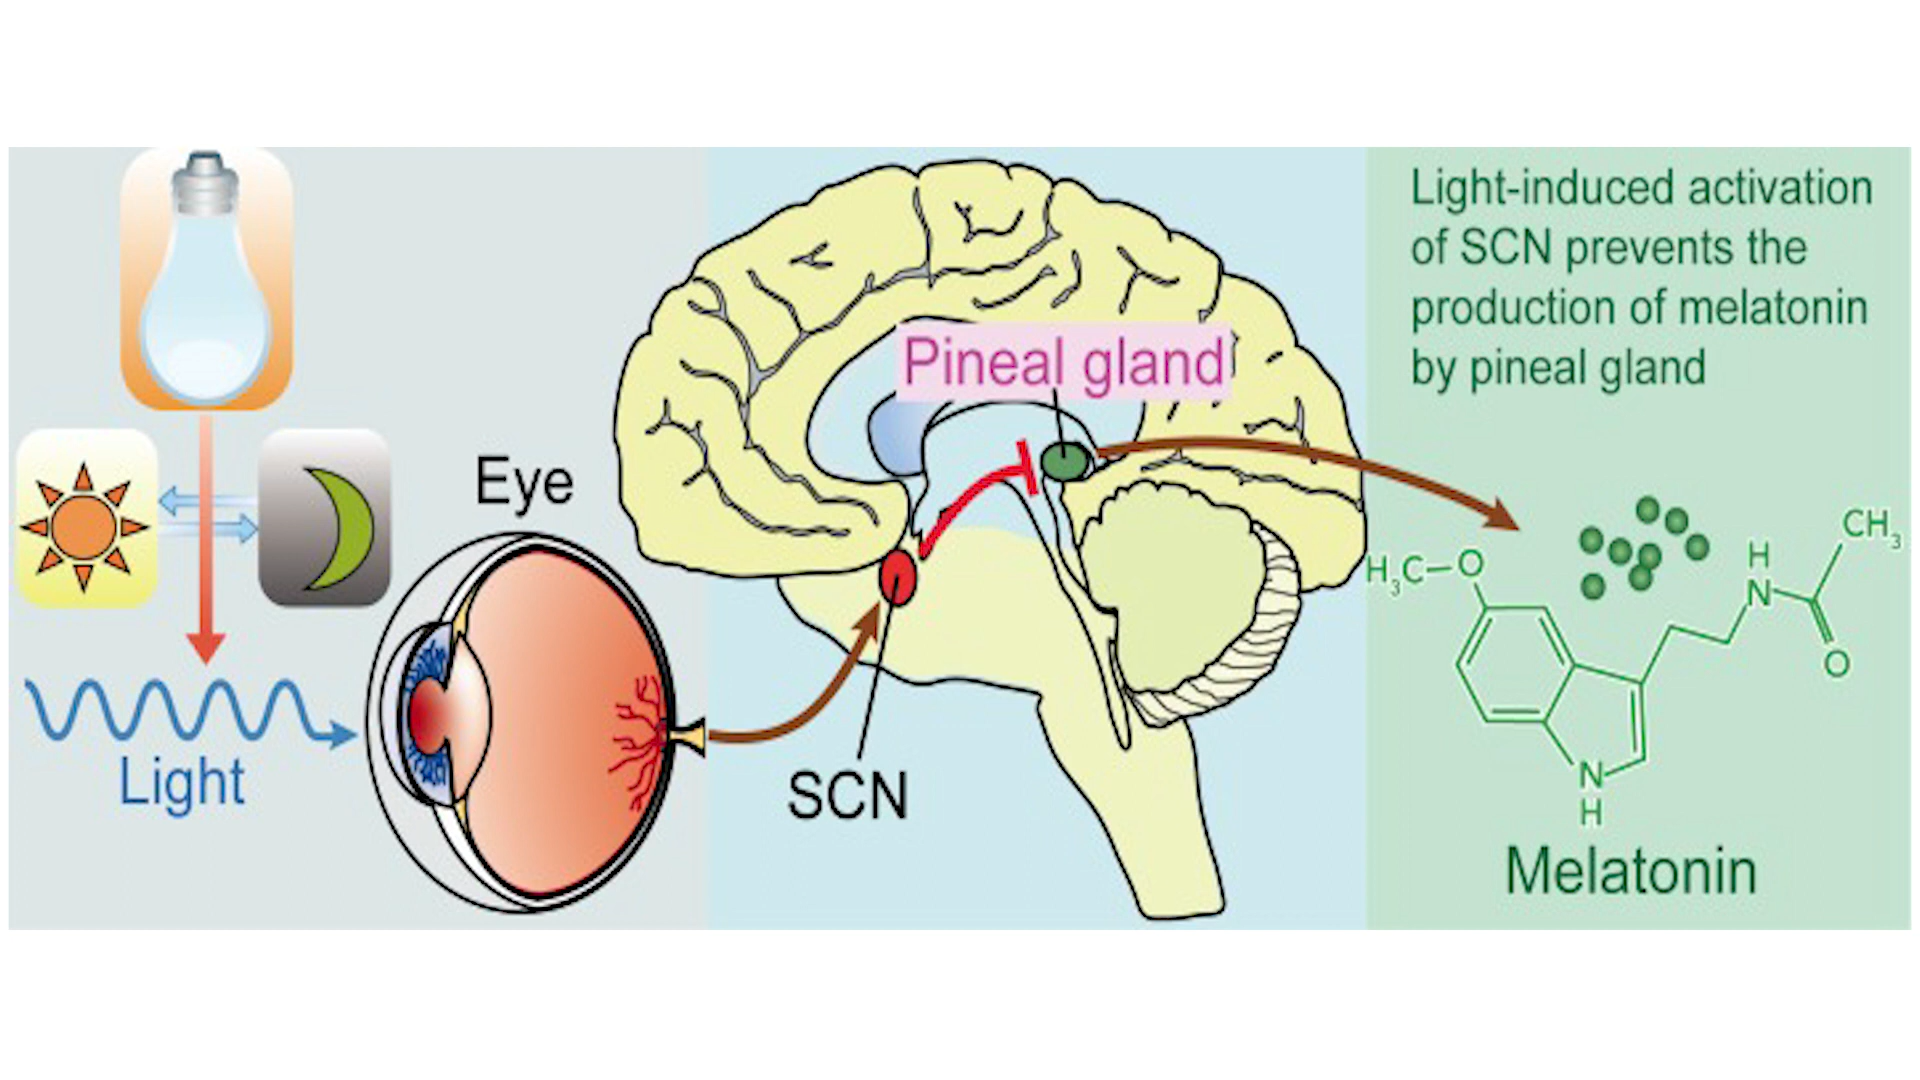 Light-induced activation
of SCN prevents the
production of melatonin
by pineal gland
Pineal gland
Eye
Light
SCN
H₃C
O
H
N
CH₃
O
N
H
Melatonin